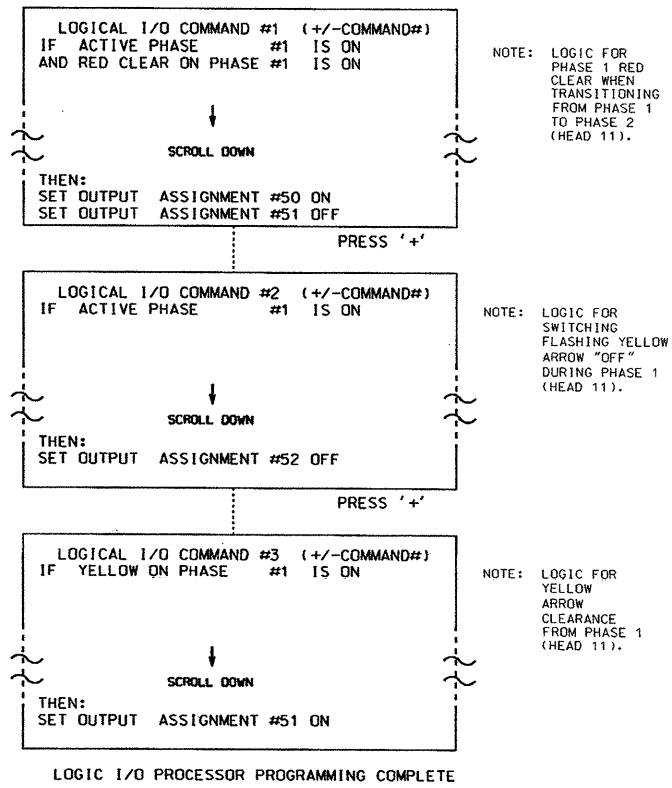 LOGICAL I/O COMMAND #1 (+/-COMMAND#)
IF ACTIVE PHASE #1 IS ON
AND RED CLEAR ON PHASE #1 IS ON
SCROLL DOWN
THEN:
SET OUTPUT ASSIGNMENT #50 ON
SET OUTPUT ASSIGNMENT #51 OFF
NOTE: LOGIC FOR
PHASE 1 RED
CLEAR WHEN
TRANSITIONING
FROM PHASE 1
TO PHASE 2
(HEAD 11).
PRESS '+'
LOGICAL I/O COMMAND #2 (+/-COMMAND#)
IF ACTIVE PHASE #1 IS ON
SCROLL DOWN
THEN:
SET OUTPUT ASSIGNMENT #52 OFF
NOTE: LOGIC FOR
SWITCHING
FLASHING YELLOW
ARROW "OFF"
DURING PHASE 1
(HEAD 11).
PRESS '+'
LOGICAL I/O COMMAND #3 (+/-COMMAND#)
IF YELLOW ON PHASE #1 IS ON
SCROLL DOWN
THEN:
SET OUTPUT ASSIGNMENT #51 ON
NOTE: LOGIC FOR
YELLOW
ARROW
CLEARANCE
FROM PHASE 1
(HEAD 11).
LOGIC I/O PROCESSOR PROGRAMMING COMPLETE